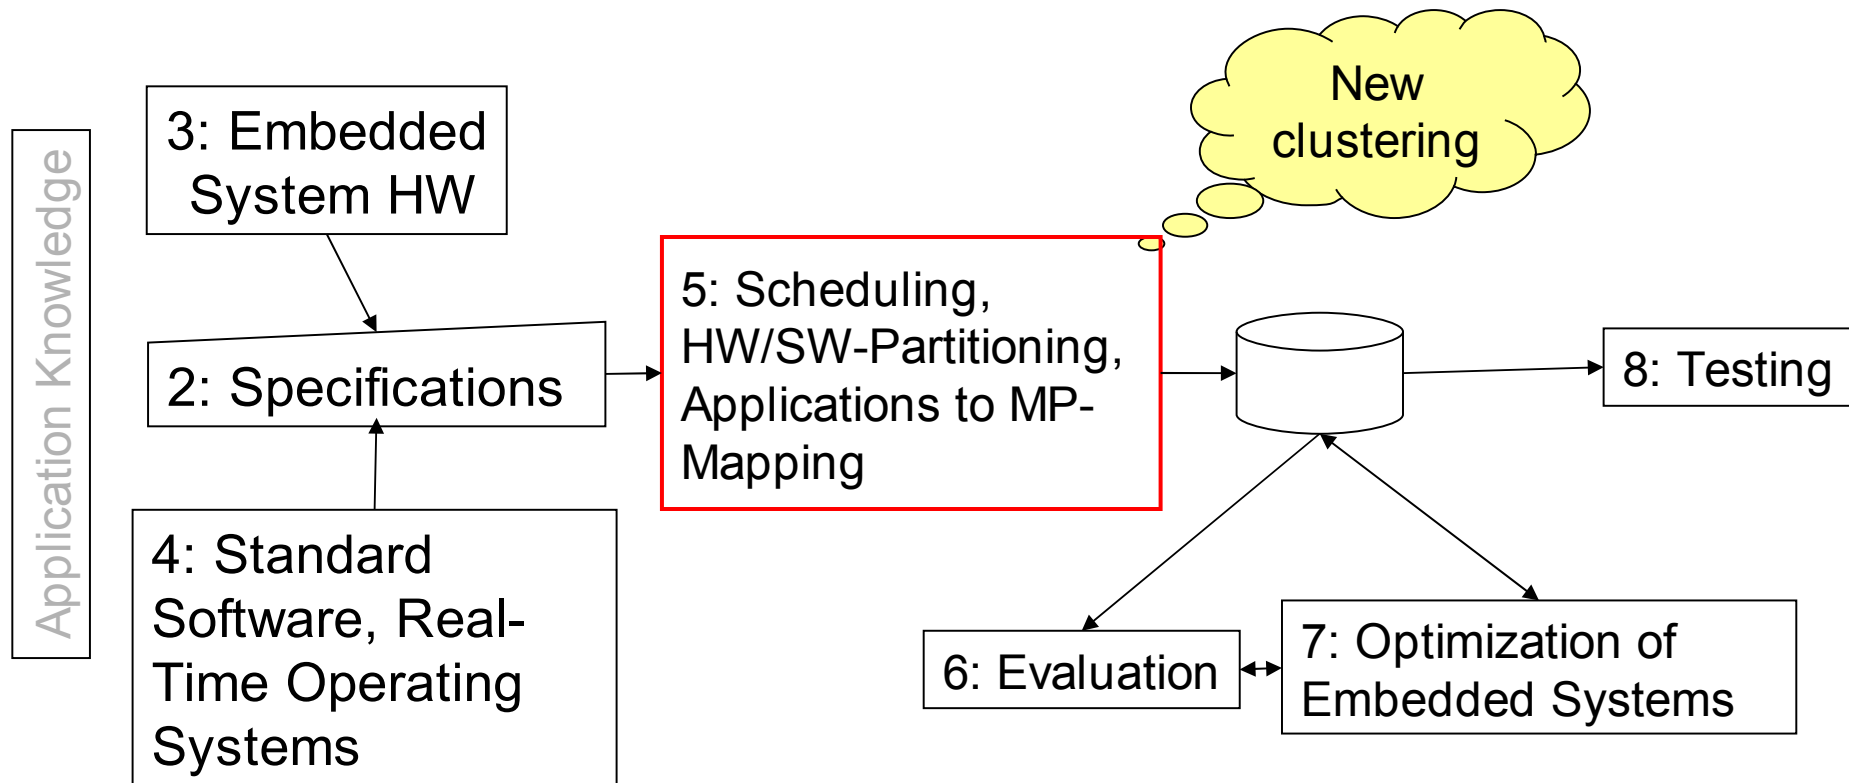 Application Knowledge
3: Embedded
System HW
2: Specifications
4: Standard
Software, Real-
Time Operating
Systems
5: Scheduling,
HW/SW-Partitioning,
Applications to MP-
Mapping
New
clustering
8: Testing
6: Evaluation
7: Optimization of
Embedded Systems